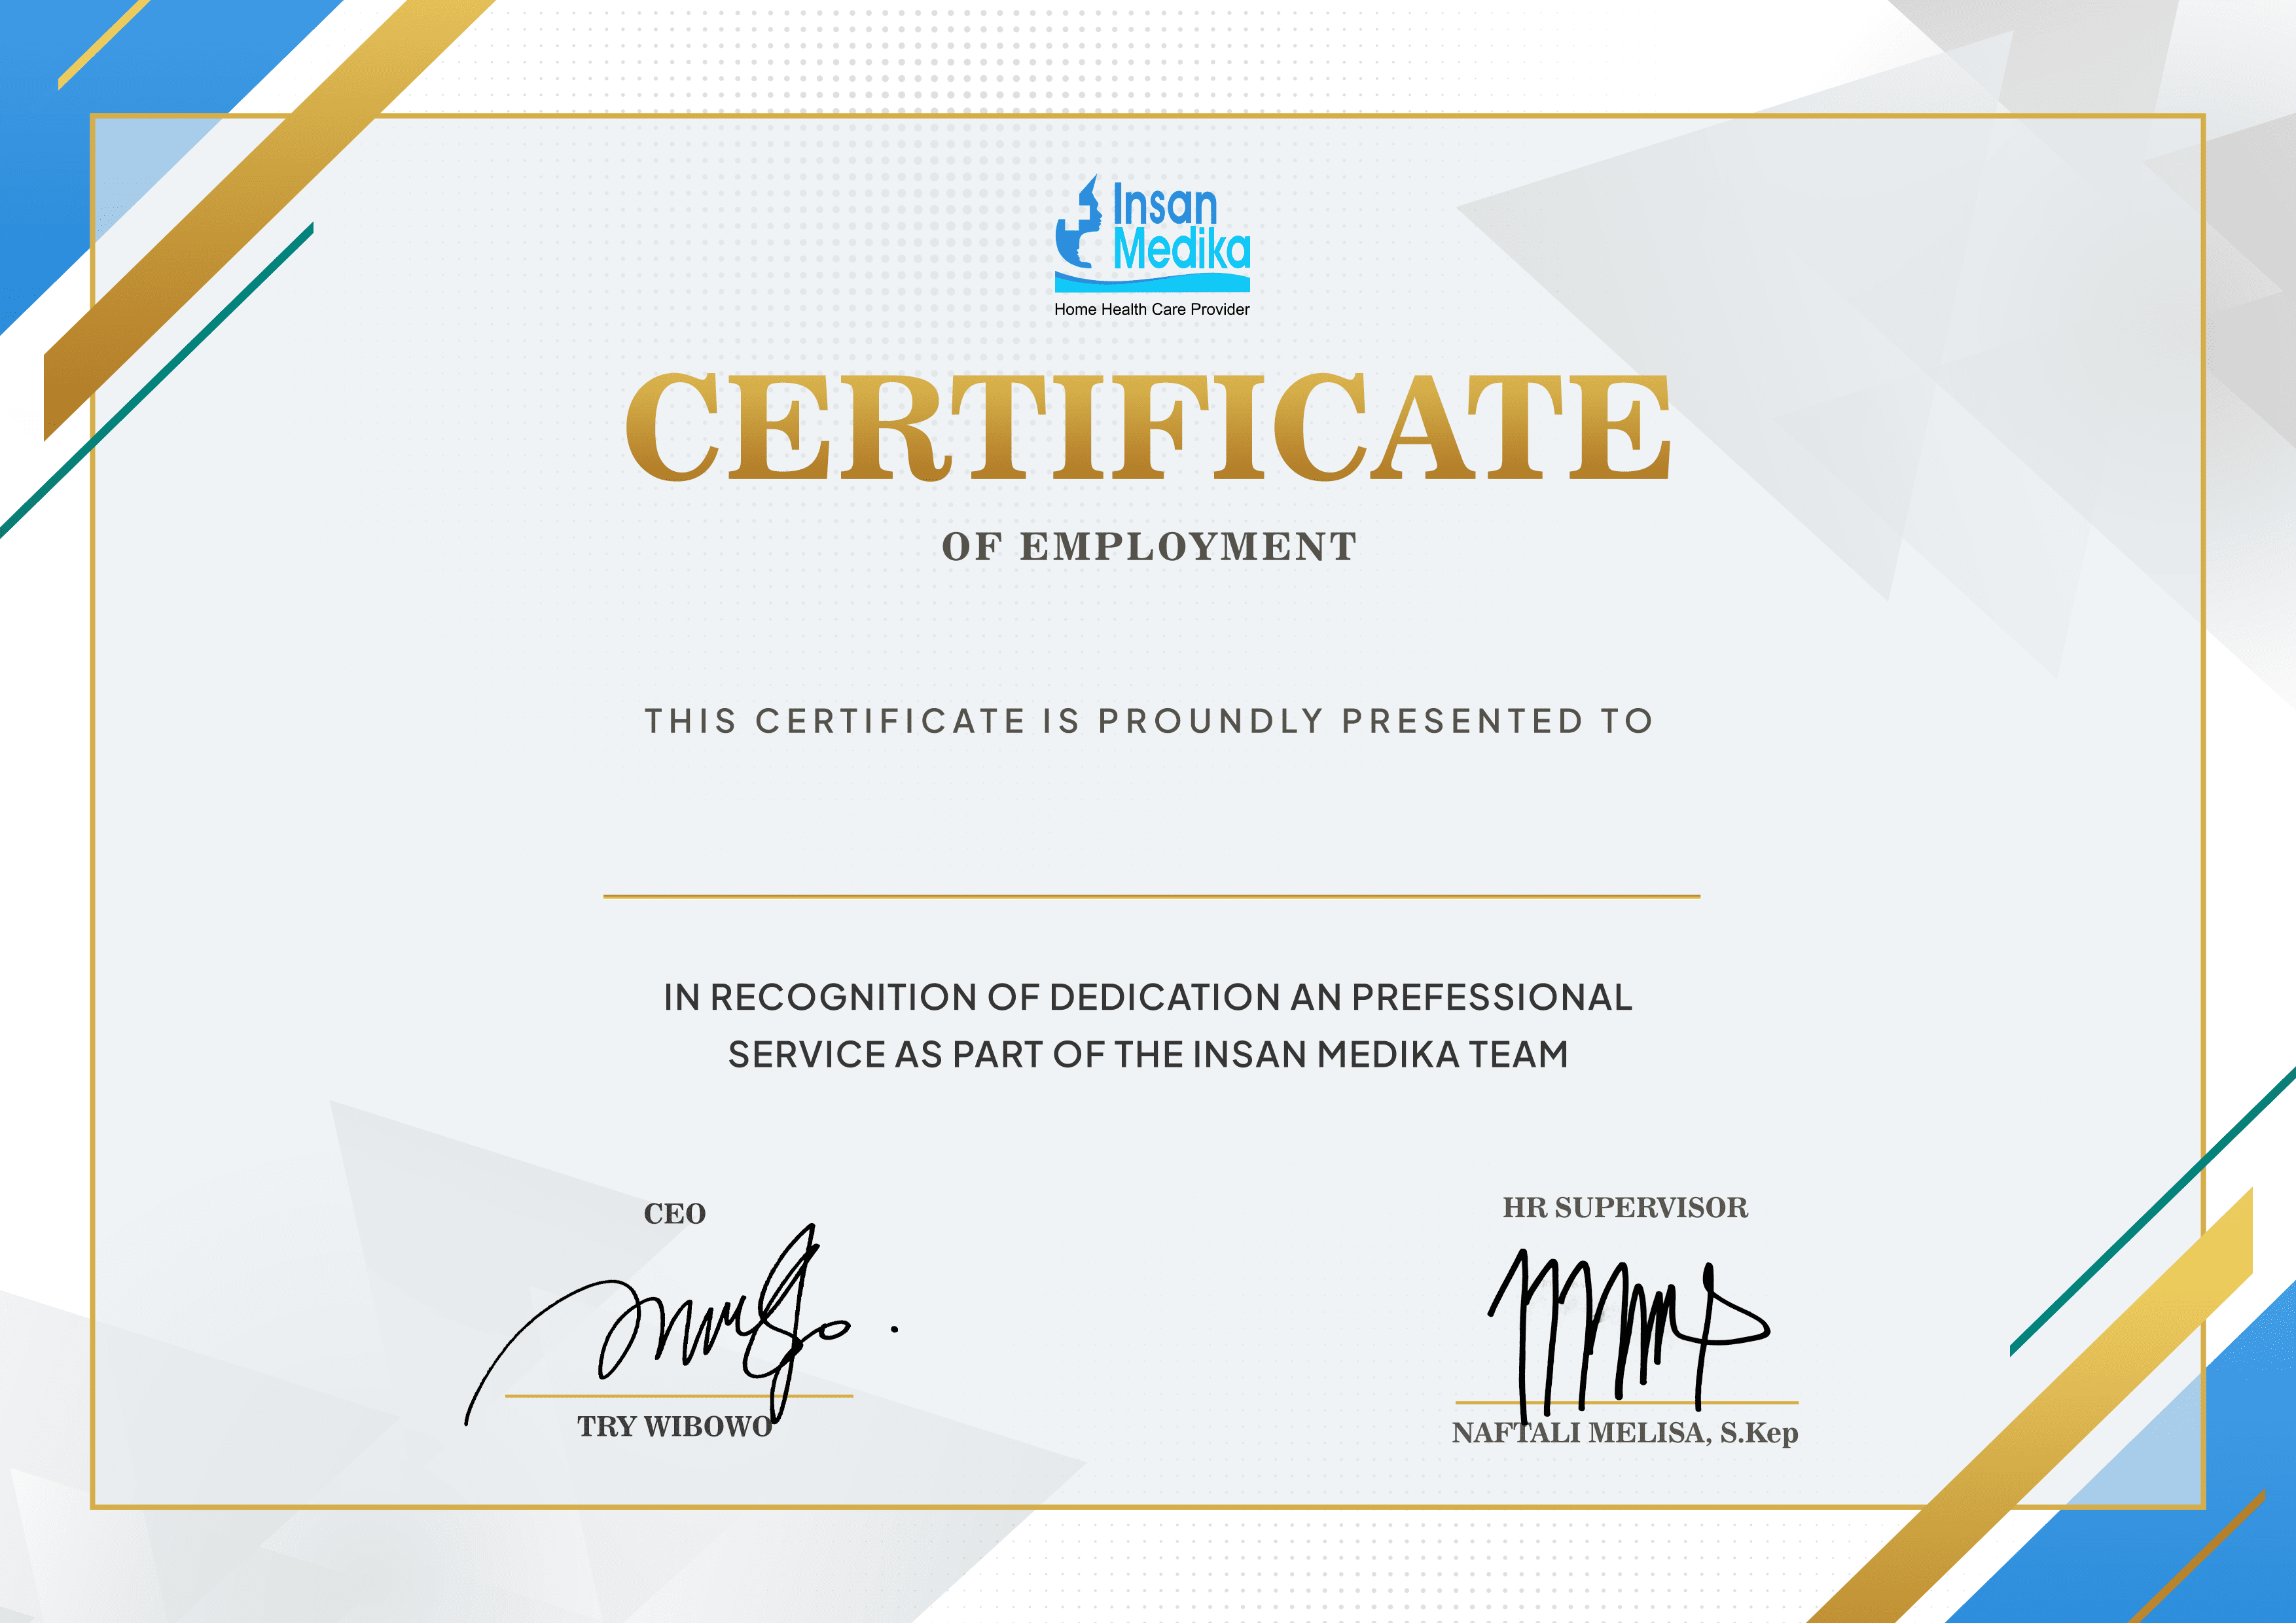 Insan
Medika
Home Health Care Provider
CERTIFICATE
OF EMPLOYMENT
THIS CERTIFICATE IS PROUNDLY PRESENTED TO
IN RECOGNITION OF DEDICATION AN PREFESSIONAL
SERVICE AS PART OF THE INSAN MEDIKA TEAM
CEO
TRY WIBOWO
HR SUPERVISOR
NAFTALI MELISA, S.Kep